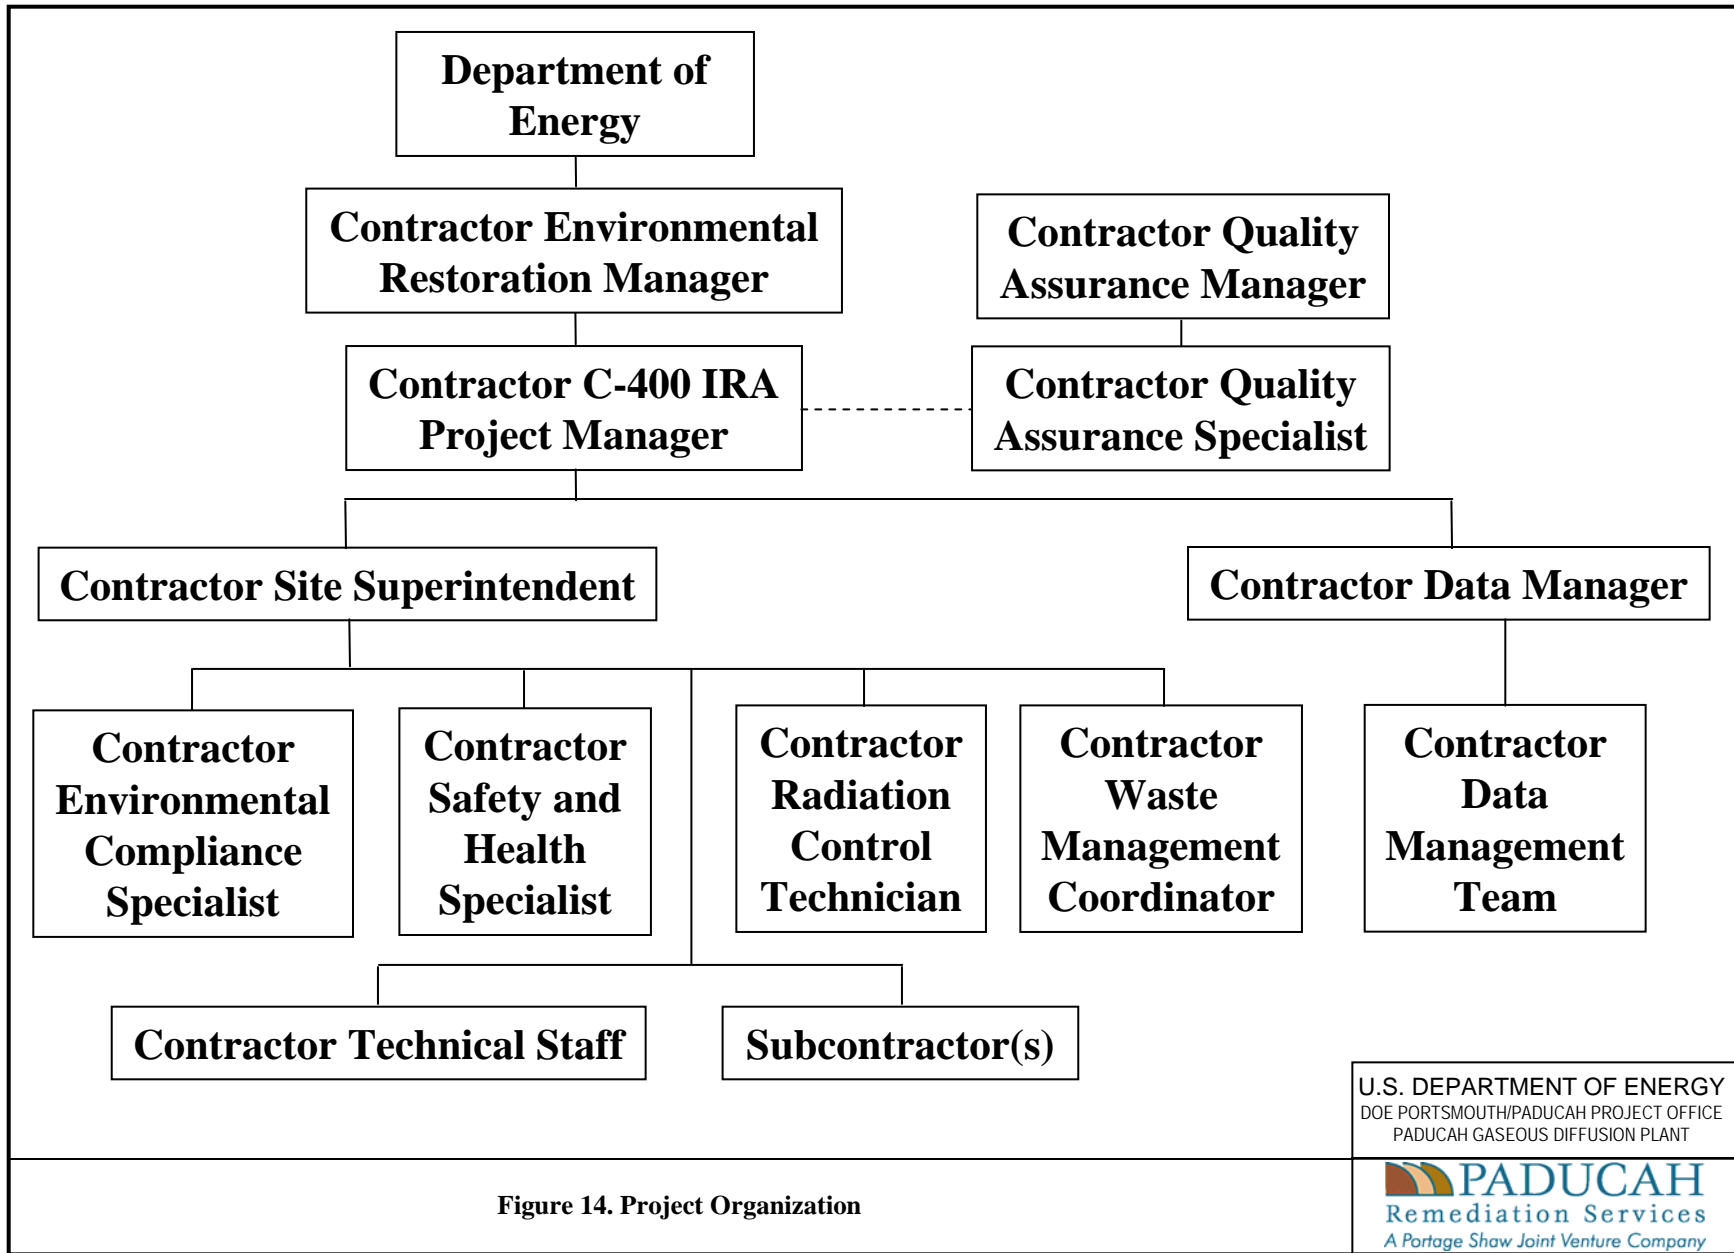 Department of
Energy
Contractor Environmental
Restoration Manager
Contractor Quality
Assurance Manager
Contractor C-400 IRA
Project Manager
Contractor Quality
Assurance Specialist
Contractor Site Superintendent
Contractor Data Manager
Contractor
Environmental
Compliance
Specialist
Contractor
Safety and
Health
Specialist
Contractor
Radiation
Control
Technician
Contractor
Waste
Management
Coordinator
Contractor
Data
Management
Team
Contractor Technical Staff
Subcontractor(s)
U.S. DEPARTMENT OF ENERGY
DOE PORTSMOUTH/PADUCAH PROJECT OFFICE
PADUCAH GASEOUS DIFFUSION PLANT
Figure 14. Project Organization
PADUCAH
Remediation Services
A Portage Shaw Joint Venture Company